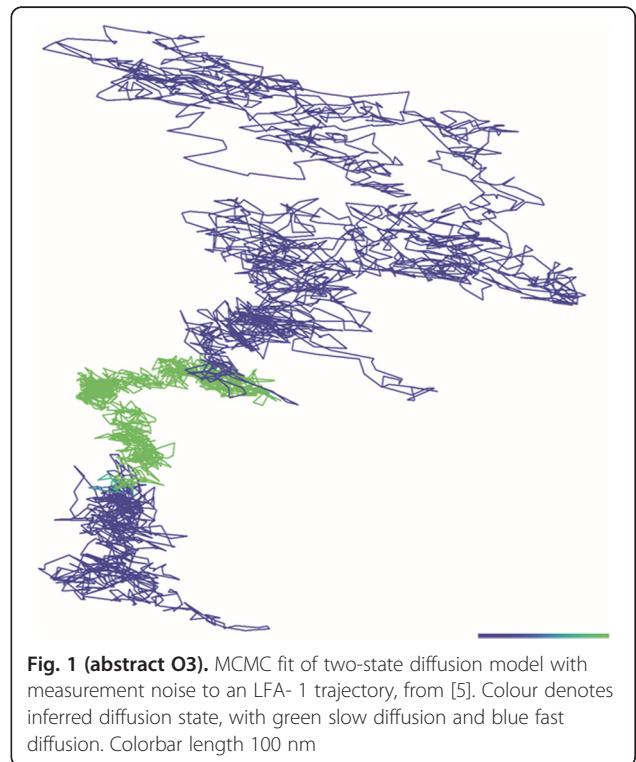 Fig. 1 (abstract O3). MCMC fit of two-state diffusion model with
measurement noise to an LFA- 1 trajectory, from [5]. Colour denotes
inferred diffusion state, with green slow diffusion and blue fast
diffusion. Colorbar length 100 nm